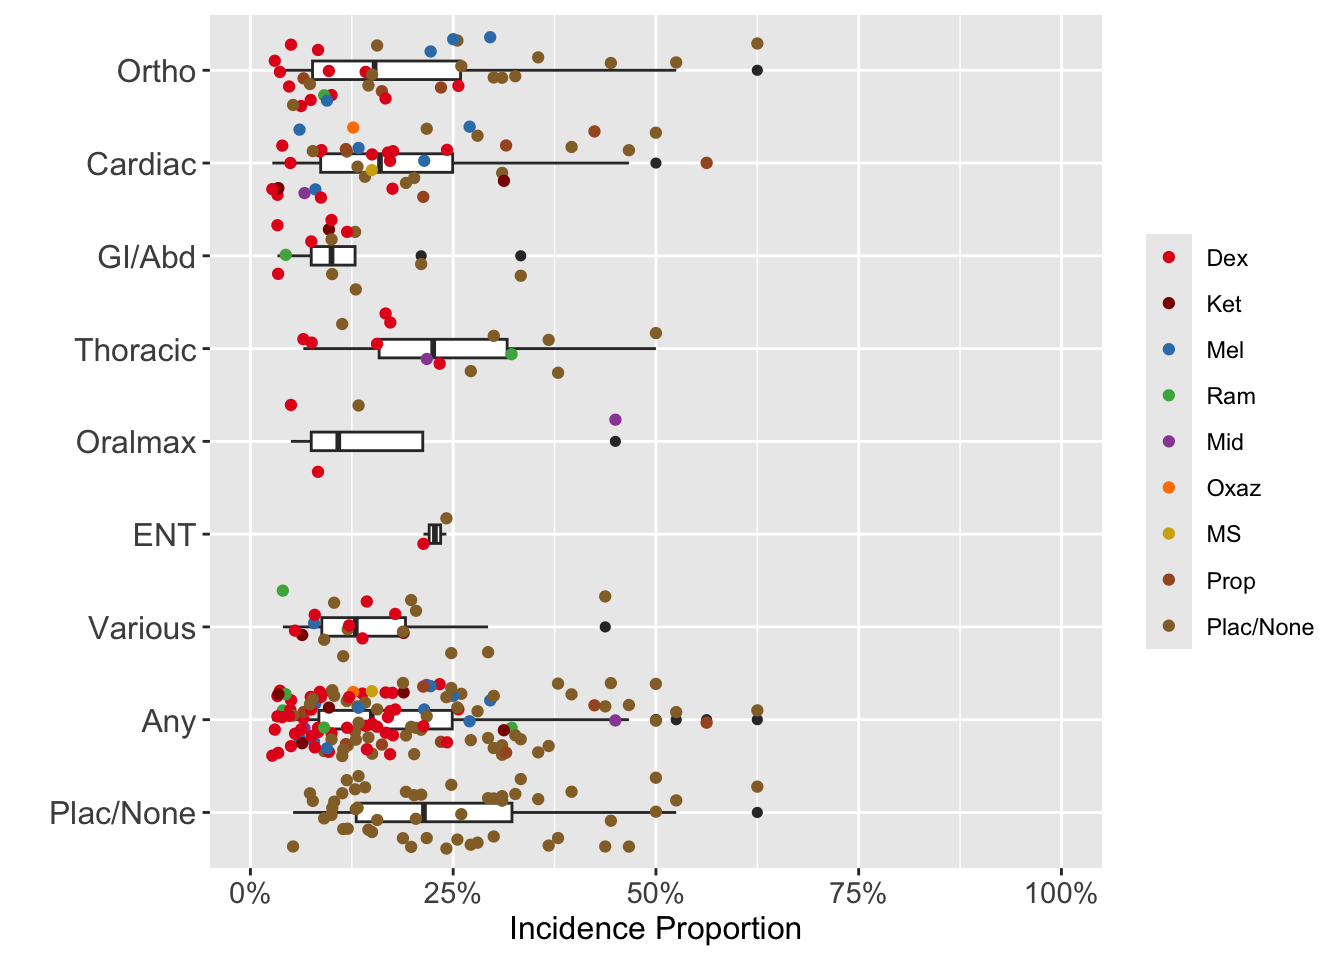 Ortho
Cardiac
GI/Abd
Thoracic
Oralmax
ENT
Various
Any
Plac/None
0%
25%
50%
75%
100%
Incidence Proportion
Dex
Ket
Mel
Ram
Mid
Oxaz
MS
Prop
Plac/None